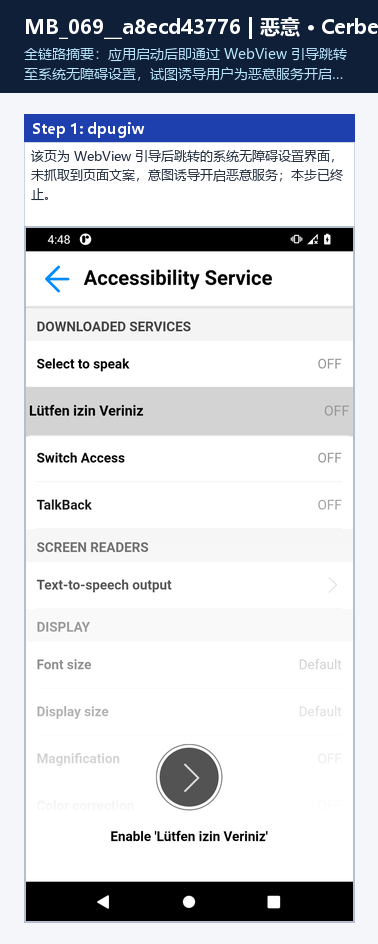 MB_069__a8ecd43776 | 恶意 • Cerbe
全链路摘要：应用启动后即通过 WebView 引导跳转
至系统无障碍设置，试图诱导用户为恶意服务开启...
Step 1: dpugiw
该页为 WebView 引导后跳转的系统无障碍设置界面，
未抓取到页面文案，意图诱导开启恶意服务；本步已终
止。
4:48
Accessibility Service
DOWNLOADED SERVICES
Select to speak OFF
Lütfen izin Veriniz OFF
Switch Access OFF
TalkBack OFF
SCREEN READERS
Text-to-speech output
DISPLAY
Font size Default
Display size Default
Magnification OFF
Color correction OFF
Enable 'Lütfen izin Veriniz'